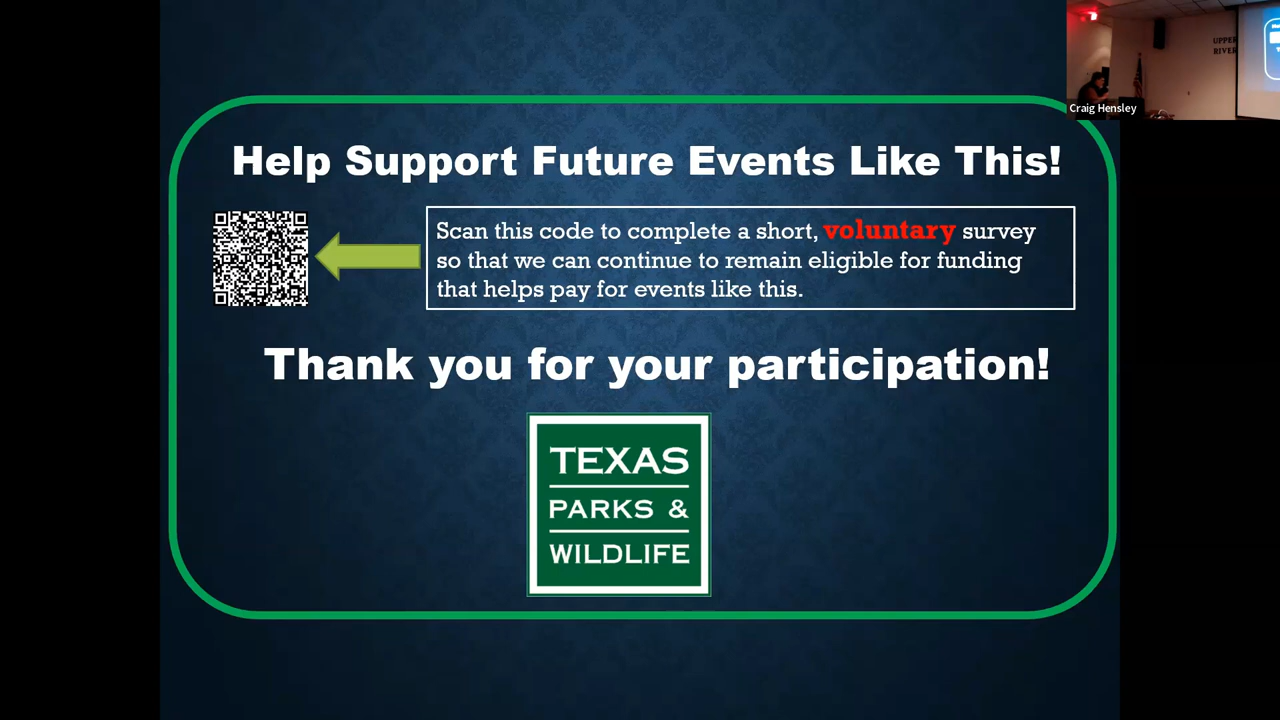 Help Support Future Events Like This!
Scan this code to complete a short, voluntary survey
so that we can continue to remain eligible for funding
that helps pay for events like this.
Thank you for your participation!
TEXAS
PARKS &
WILDLIFE
UPPER
RIVER
Craig Hensley